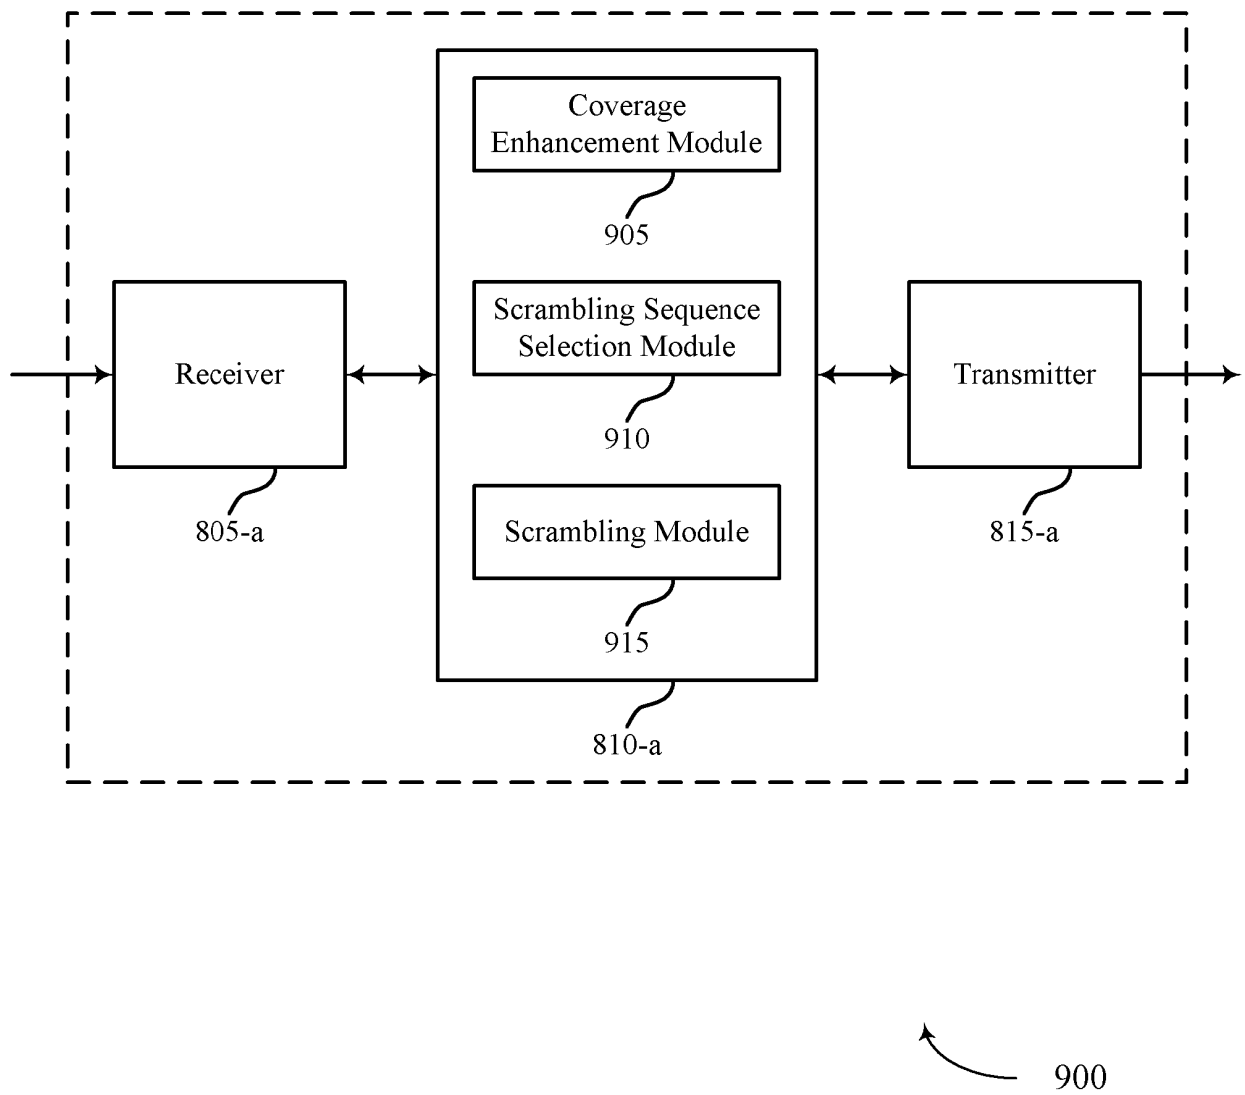 Coverage
Enhancement Module
905
Scrambling Sequence
Selection Module
910
Receiver
Transmitter
805-a
815-a
Scrambling Module
915
810-a
900